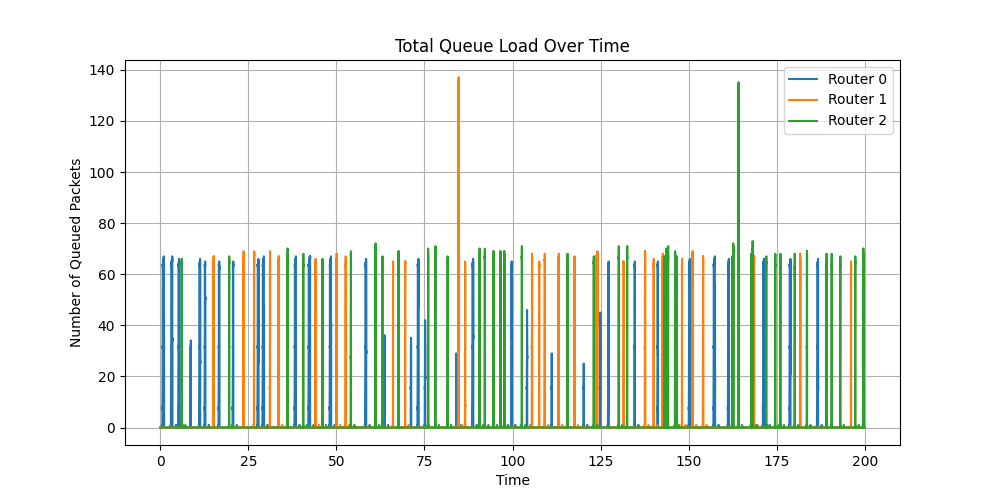 Total Queue Load Over Time
Number of Queued Packets
140
120
100
80
60
40
20
0
Router 0
Router 1
Router 2
0 25 50 75 100 125 150 175 200
Time